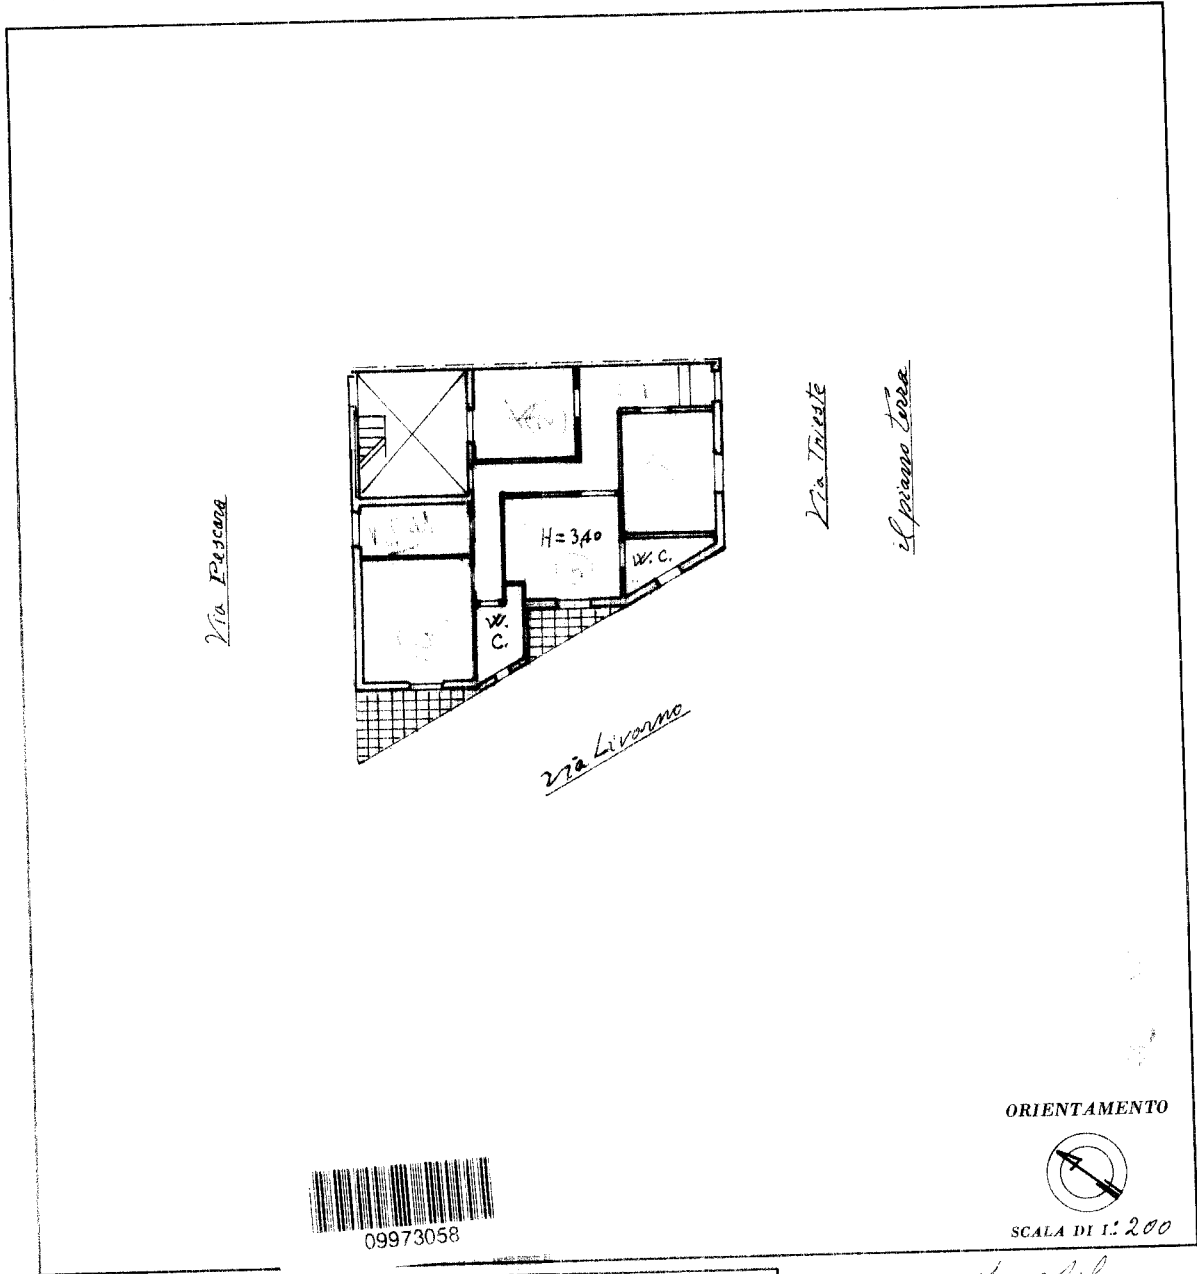 Via Pescara
Via Trieste
il piano terra
H = 3,40
W. C.
W.
C.
via Livorno
ORIENTAMENTO
SCALA DI 1: 200
09973058